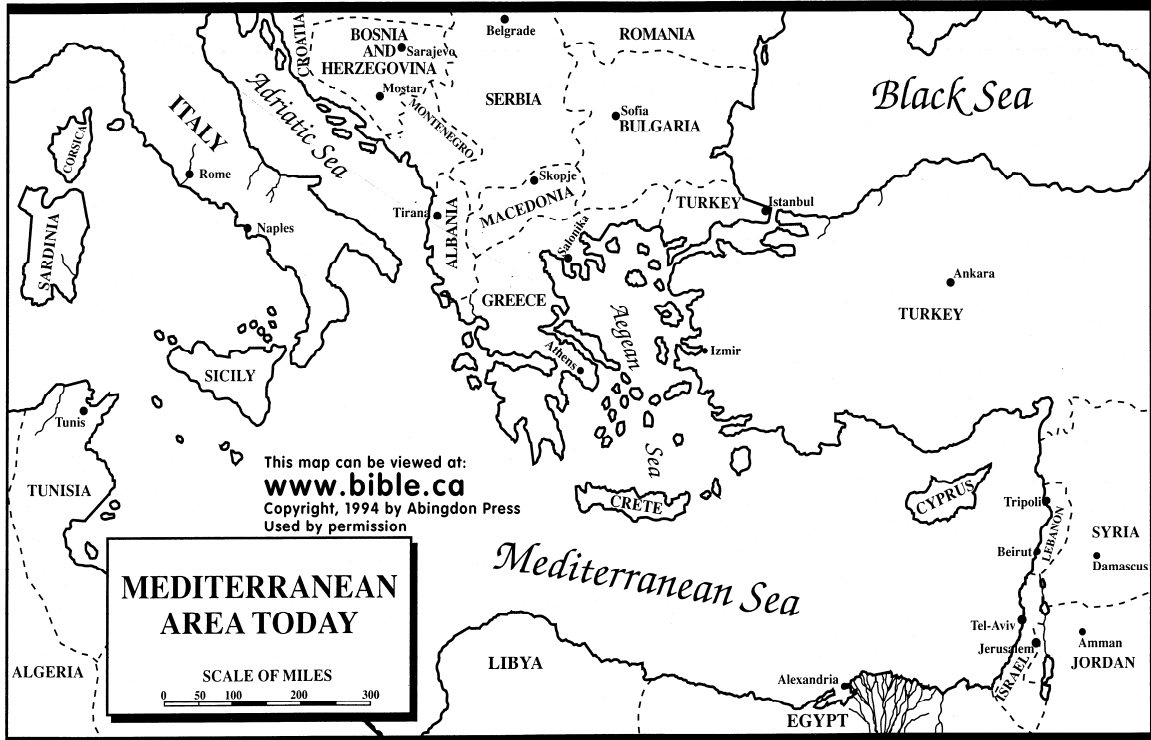 CROATIA
BOSNIA
AND
HERZEGOVINA
Sarajevo
Mostar
Belgrade
ROMANIA
SERBIA
MONTENEGRO
Sofia
BULGARIA
Black Sea
Adriatic Sea
ITALY
CORSICA
Rome
Naples
SARDINIA
Skopje
MACEDONIA
Tirana
ALBANIA
TURKEY
Istanbul
Salonika
GREECE
Ankara
TURKEY
Aegean
Sea
Izmir
Athens
SICILY
Tunis
TUNISIA
This map can be viewed at:
www.bible.ca
Copyright, 1994 by Abingdon Press
Used by permission
CRETE
CYPRUS
Tripoli
LEBANON
SYRIA
Beirut
Damascus
Mediterranean Sea
MEDITERRANEAN
AREA TODAY
SCALE OF MILES
0 50 100 200 300
ALGERIA
LIBYA
Tel-Aviv
Jerusalem
Amman
JORDAN
ISRAEL
Alexandria
EGYPT